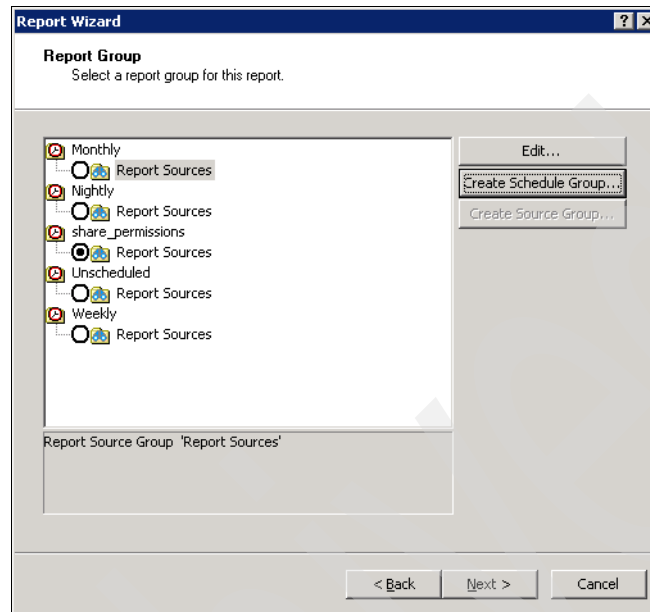 Report Wizard
Report Group
Select a report group for this report.
Monthly
Report Sources
Nightly
Report Sources
share_permissions
Report Sources
Unscheduled
Report Sources
Weekly
Report Sources
Edit...
Create Schedule Group...
Create Source Group...
Report Source Group 'Report Sources'
< Back
Next >
Cancel